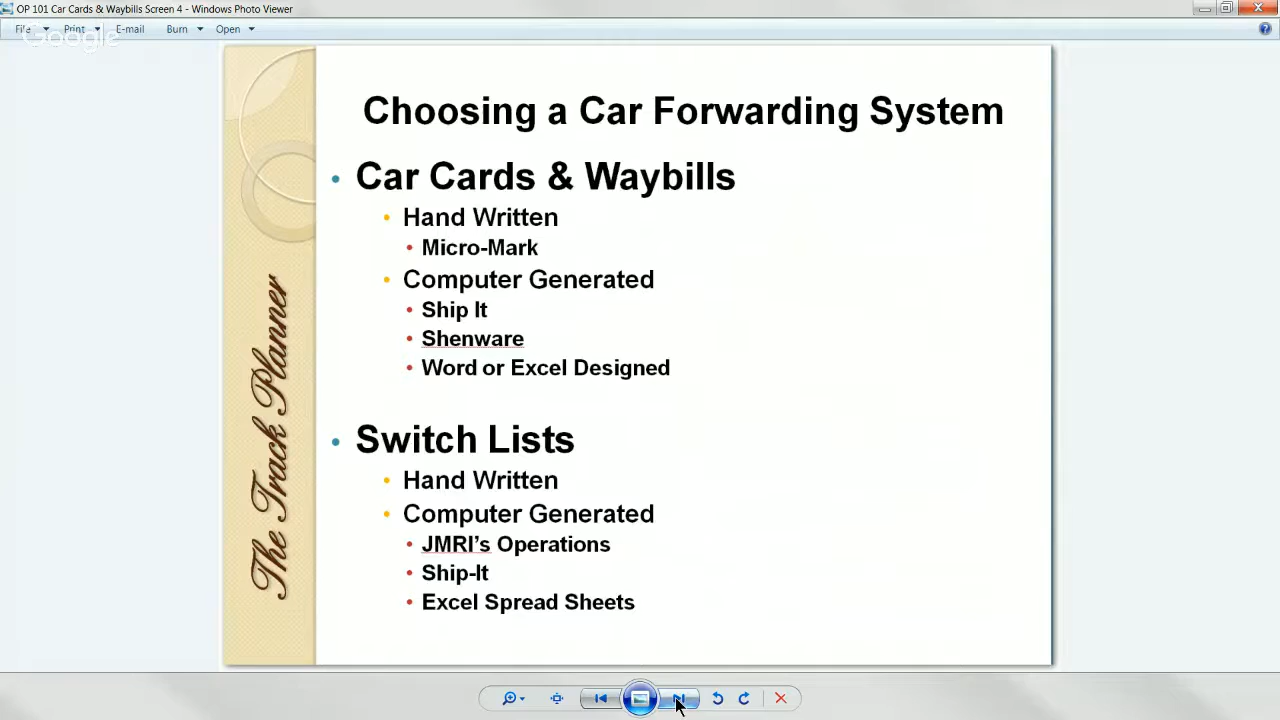 OP 101 Car Cards & Waybills Screen 4 - Windows Photo Viewer
File Print E-mail Burn Open
Google
Choosing a Car Forwarding System
• Car Cards & Waybills
• Hand Written
• Micro-Mark
• Computer Generated
• Ship It
• Shenware
• Word or Excel Designed
• Switch Lists
• Hand Written
• Computer Generated
• JMRI's Operations
• Ship-It
• Excel Spread Sheets
The Track Planner